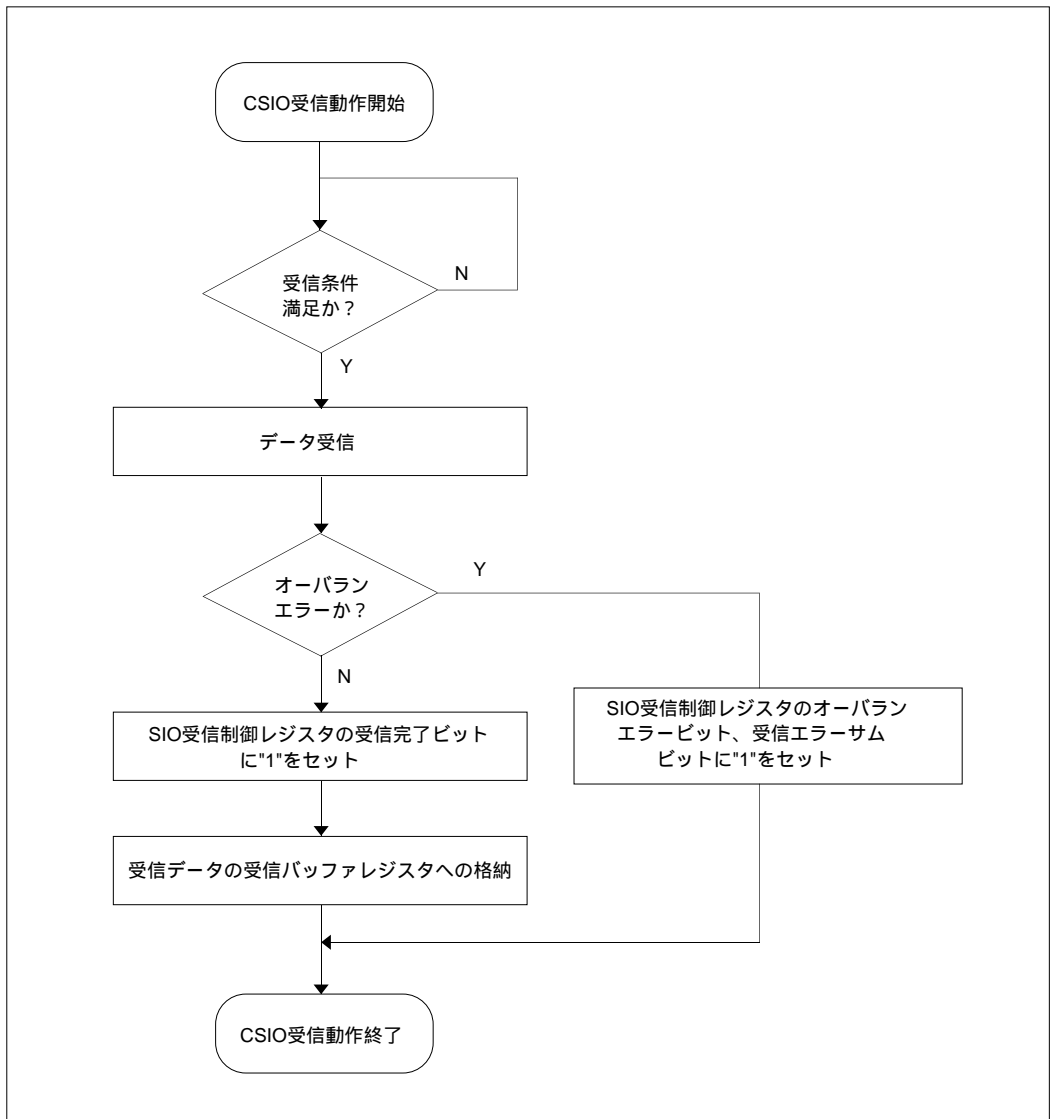 CSIO受信動作開始
受信条件
満足か？
N
Y
データ受信
オーバラン
エラーか？
Y
N
SIO受信制御レジスタの受信完了ビット
に"1"をセット
SIO受信制御レジスタのオーバラン
エラービット、受信エラーサム
ビットに"1"をセット
受信データの受信バッファレジスタへの格納
CSIO受信動作終了